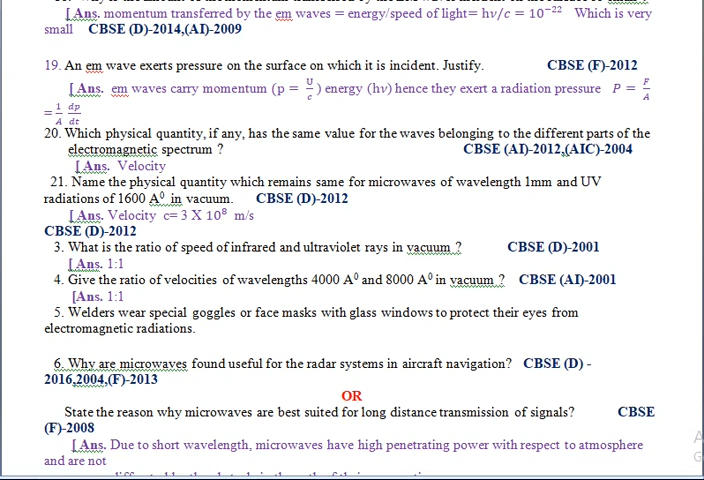 [Ans. momentum transferred by the em waves = energy/speed of light= hν/c = 10⁻²² Which is very
small CBSE (D)-2014,(AI)-2009
19. An em wave exerts pressure on the surface on which it is incident. Justify. CBSE (F)-2012
[Ans. em waves carry momentum (p = U/c) energy (hν) hence they exert a radiation pressure P = F/A
= 1/A dp/dt
20. Which physical quantity, if any, has the same value for the waves belonging to the different parts of the
electromagnetic spectrum ? CBSE (AI)-2012,(AIC)-2004
[Ans. Velocity
21. Name the physical quantity which remains same for microwaves of wavelength 1mm and UV
radiations of 1600 A⁰ in vacuum. CBSE (D)-2012
[Ans. Velocity c= 3 X 10⁸ m/s
CBSE (D)-2012
3. What is the ratio of speed of infrared and ultraviolet rays in vacuum ? CBSE (D)-2001
[Ans. 1:1
4. Give the ratio of velocities of wavelengths 4000 A⁰ and 8000 A⁰ in vacuum ? CBSE (AI)-2001
[Ans. 1:1
5. Welders wear special goggles or face masks with glass windows to protect their eyes from
electromagnetic radiations.
6. Why are microwaves found useful for the radar systems in aircraft navigation? CBSE (D) -
2016,2004,(F)-2013
OR
State the reason why microwaves are best suited for long distance transmission of signals? CBSE
(F)-2008
[Ans. Due to short wavelength, microwaves have high penetrating power with respect to atmosphere
and are not